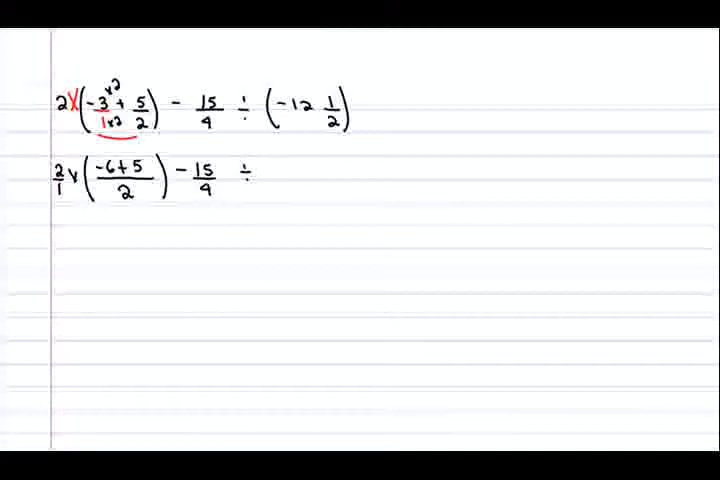 2×(-3^×2/1×2 + 5/2) - 15/4 ÷ (-12 1/2)
2/1 × ((-6+5)/2) - 15/4 ÷